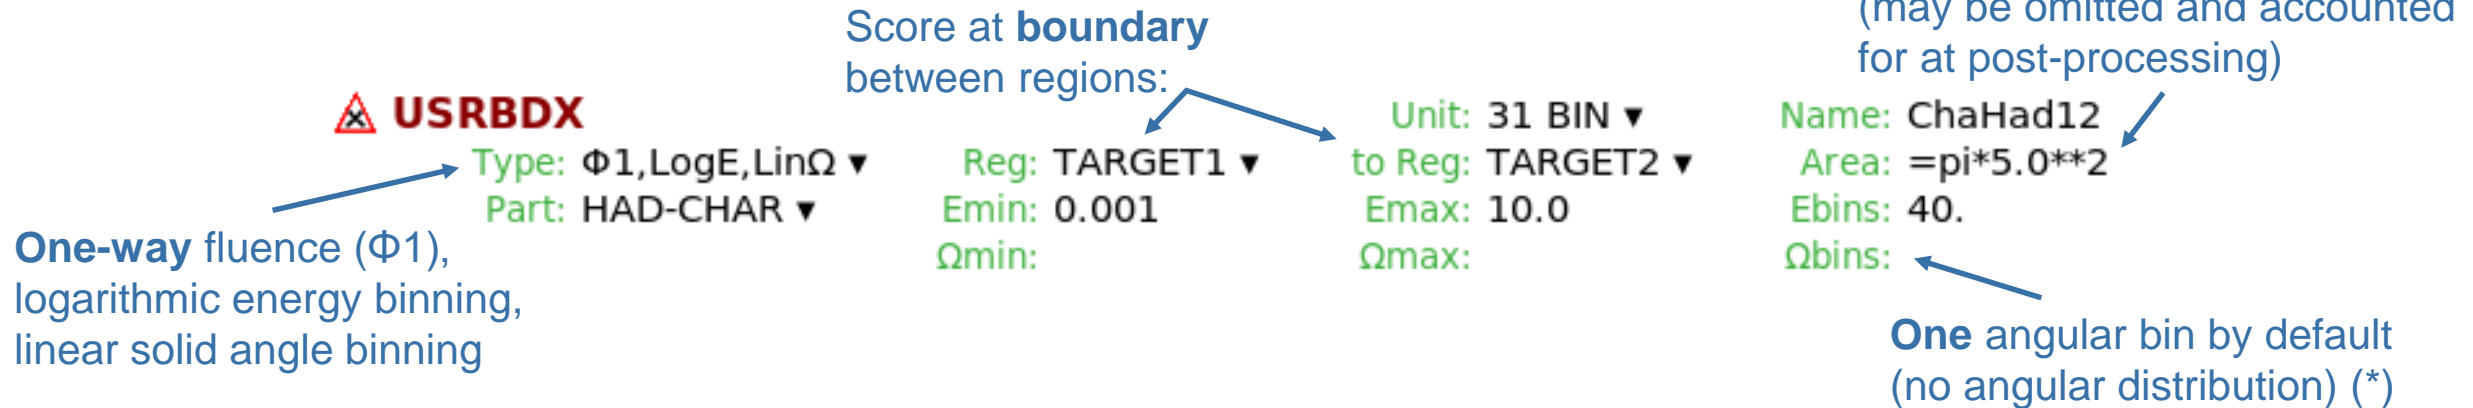 (may be omitted and accounted
for at post-processing)
Score at boundary
between regions:
USRBDX
Unit: 31 BIN ▼
Name: ChaHad12
Type: Φ1,LogE,LinΩ ▼
Reg: TARGET1 ▼
to Reg: TARGET2 ▼
Area: =pi*5.0**2
Part: HAD-CHAR ▼
Emin: 0.001
Emax: 10.0
Ebins: 40.
Ωmin:
Ωmax:
Ωbins:
One-way fluence (Φ1),
logarithmic energy binning,
linear solid angle binning
One angular bin by default
(no angular distribution) (*)